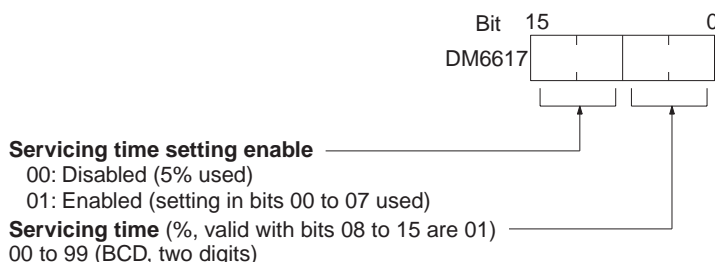 Bit 15 0
DM6617
Servicing time setting enable
00: Disabled (5% used)
01: Enabled (setting in bits 00 to 07 used)
Servicing time (%, valid with bits 08 to 15 are 01)
00 to 99 (BCD, two digits)